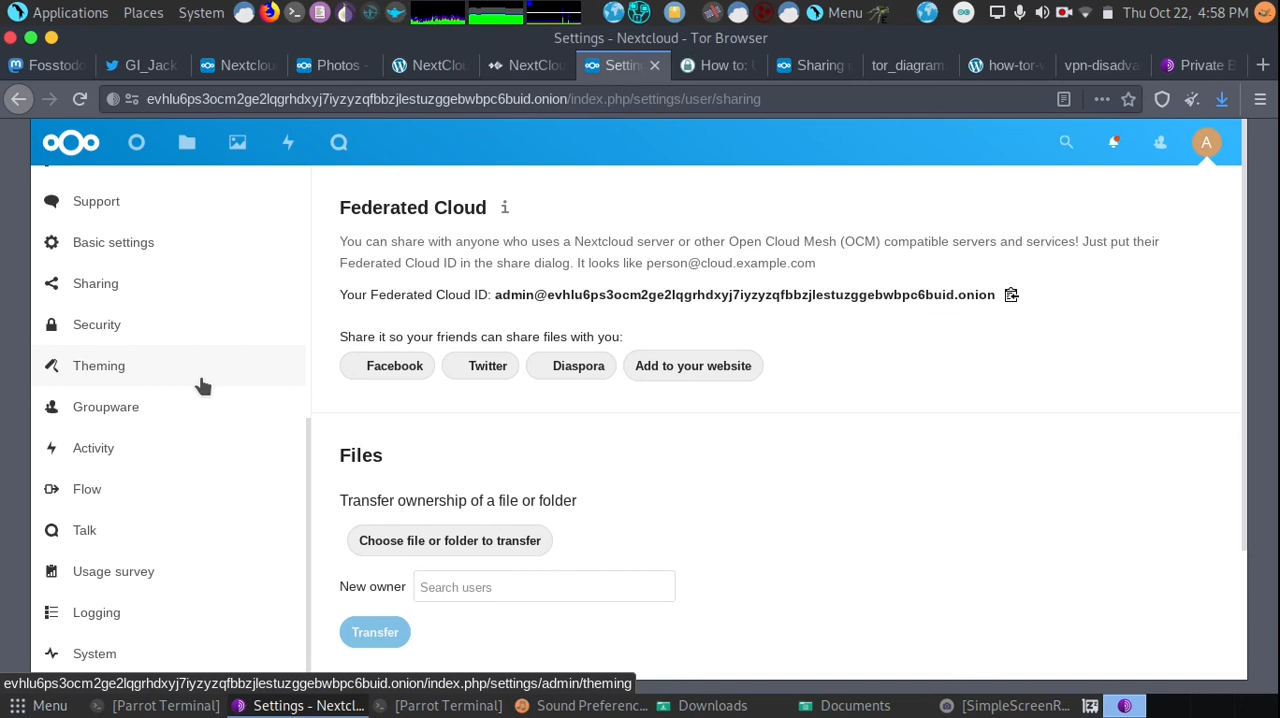 Applications Places System Menu Thu Oct 22, 4:58 PM
Settings - Nextcloud - Tor Browser
Fosstodo GI_Jack Nextclou Photos - NextClou NextClou Settin How to: Sharing i tor_diagram. how-tor- vpn-disadva Private B
evhlu6ps3ocm2ge2lqgrhdxyj7iyzyzqfbbzjlestuzggebwbpc6buid.onion/index.php/settings/user/sharing
A
Support
Basic settings
Sharing
Security
Theming
Groupware
Activity
Flow
Talk
Usage survey
Logging
System
Federated Cloud
You can share with anyone who uses a Nextcloud server or other Open Cloud Mesh (OCM) compatible servers and services! Just put their
Federated Cloud ID in the share dialog. It looks like person@cloud.example.com
Your Federated Cloud ID: admin@evhlu6ps3ocm2ge2lqgrhdxyj7iyzyzqfbbzjlestuzggebwbpc6buid.onion
Share it so your friends can share files with you:
Facebook Twitter Diaspora Add to your website
Files
Transfer ownership of a file or folder
Choose file or folder to transfer
New owner Search users
Transfer
evhlu6ps3ocm2ge2lqgrhdxyj7iyzyzqfbbzjlestuzggebwbpc6buid.onion/index.php/settings/admin/theming
Menu [Parrot Terminal] Settings - Nextcl... [Parrot Terminal] Sound Preferenc... Downloads Documents [SimpleScreenR...